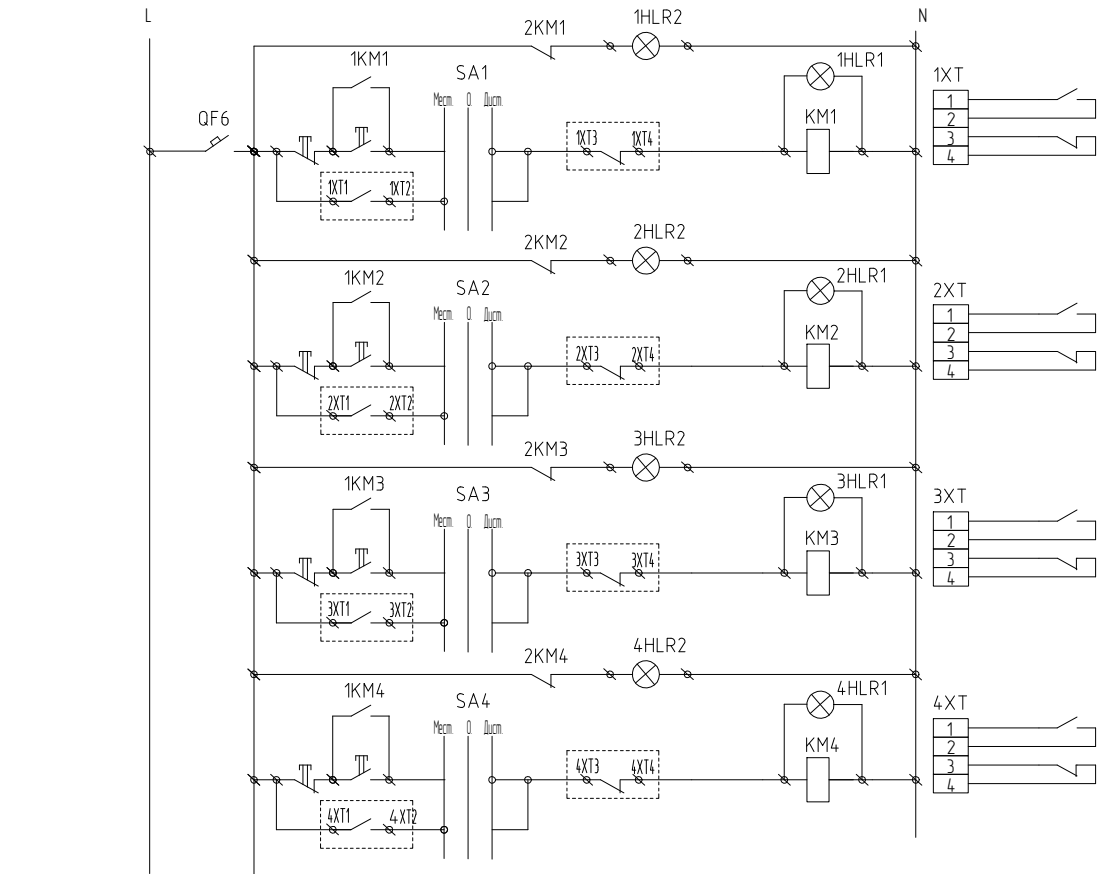 L
N
2KM1
1HLR2
1KM1
SA1
1HLR1
1XT
Мест. 0. Дист.
1
QF6
KM1
2
1XT3
1XT4
3
4
1XT1
1XT2
2KM2
2HLR2
1KM2
SA2
2HLR1
2XT
Мест. 0. Дист.
1
KM2
2
2XT3
2XT4
3
4
2XT1
2XT2
2KM3
3HLR2
1KM3
SA3
3HLR1
3XT
Мест. 0. Дист.
1
KM3
2
3XT3
3XT4
3
4
3XT1
3XT2
2KM4
4HLR2
1KM4
SA4
4HLR1
4XT
Мест. 0. Дист.
1
KM4
2
4XT3
4XT4
3
4
4XT1
4XT2